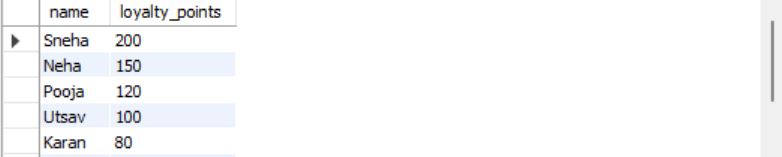 name loyalty_points
Sneha 200
Neha 150
Pooja 120
Utsav 100
Karan 80